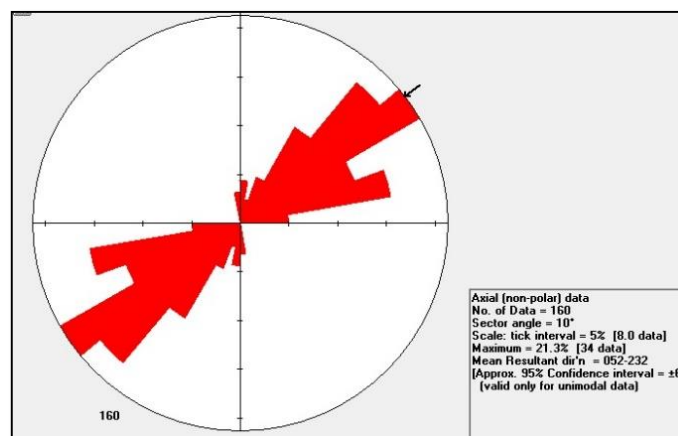 160
Axial (non-polar) data
No. of Data = 160
Sector angle = 10°
Scale: tick interval = 5% [8.0 data]
Maximum = 21.3% [34 data]
Mean Resultant dir'n = 052-232
[Approx. 95% Confidence interval = ±6
(valid only for unimodal data)